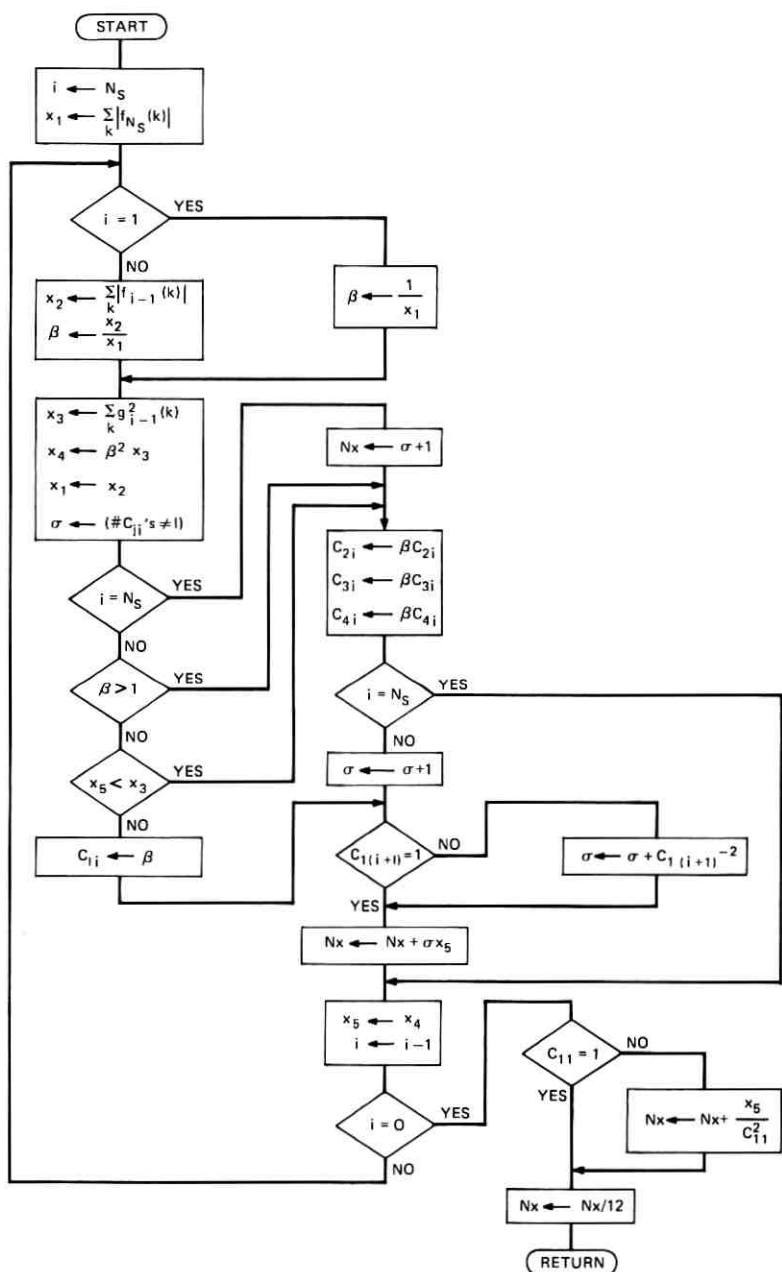 START
i ← N_S
x_1 ← Σ_k |f_{N_S}(k)|
i = 1
YES
NO
x_2 ← Σ_k |f_{i-1}(k)|
β ← x_2/x_1
β ← 1/x_1
x_3 ← Σ_k g²_{i-1}(k)
x_4 ← β² x_3
x_1 ← x_2
σ ← (#C_{ji}'s ≠ I)
Nx ← σ+1
i = N_S
YES
NO
C_{2i} ← βC_{2i}
C_{3i} ← βC_{3i}
C_{4i} ← βC_{4i}
β > 1
YES
NO
i = N_S
YES
NO
x_5 < x_3
YES
NO
σ ← σ+1
C_{1i} ← β
C_{1(i+1)} = 1
NO
YES
σ ← σ + C_{1(i+1)}^{-2}
Nx ← Nx + σx_5
x_5 ← x_4
i ← i-1
C_{11} = 1
NO
YES
i = 0
YES
NO
Nx ← Nx + x_5/C_{11}^2
Nx ← Nx/12
RETURN